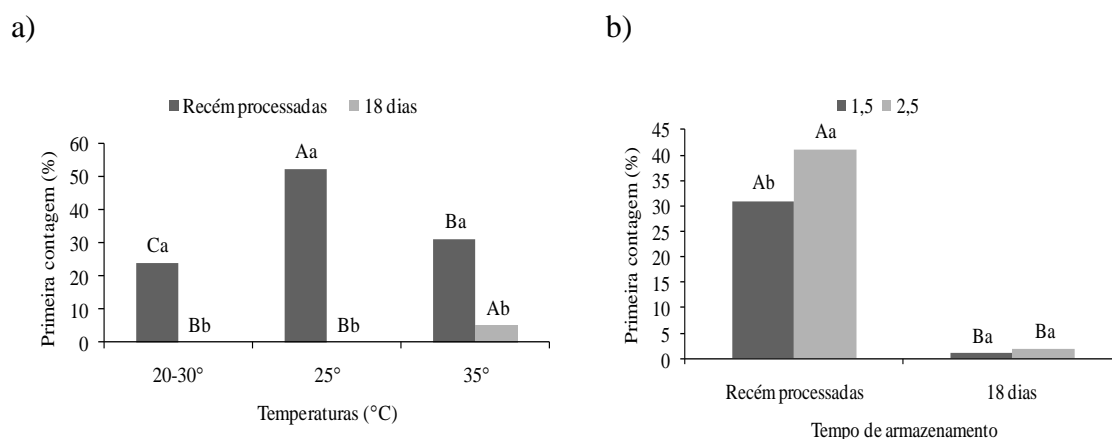 a)
Recém processadas 18 dias
Primeira contagem (%)
60
50
40
30
20
10
0
Ca
Bb
Aa
Bb
Ba
Ab
20-30° 25° 35°
Temperaturas (°C)
b)
1,5 2,5
Primeira contagem (%)
45
40
35
30
25
20
15
10
5
0
Ab
Aa
Ba
Ba
Recém processadas 18 dias
Tempo de armazenamento